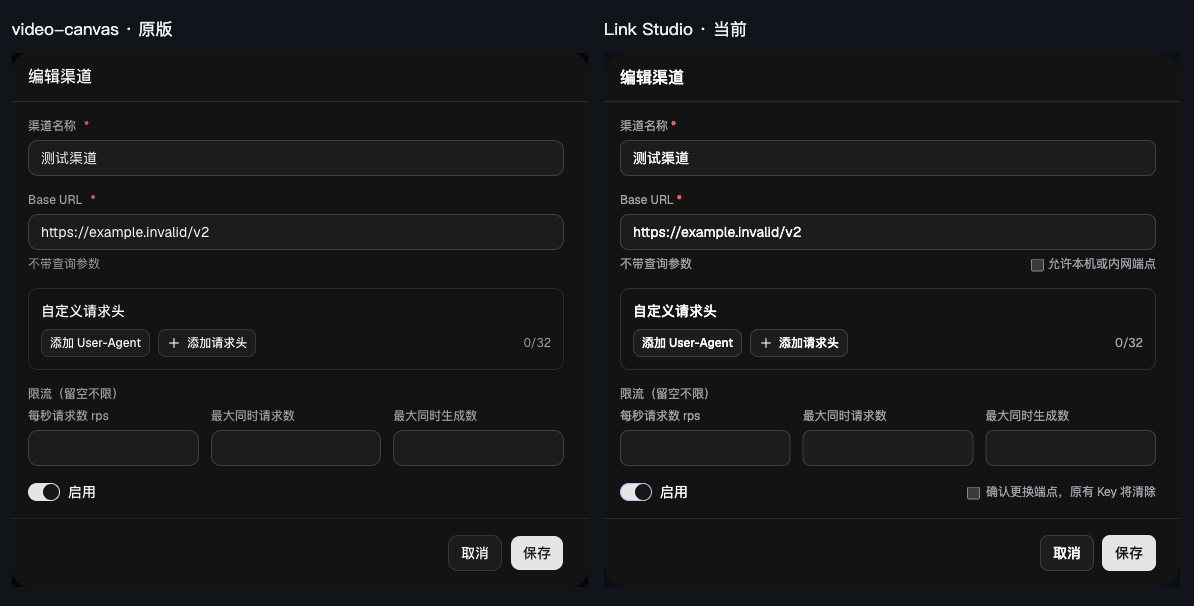 video-canvas · 原版
编辑渠道
渠道名称 *
测试渠道
Base URL *
https://example.invalid/v2
不带查询参数
自定义请求头
添加 User-Agent
+ 添加请求头
0/32
限流（留空不限）
每秒请求数 rps
最大同时请求数
最大同时生成数
启用
取消
保存
Link Studio · 当前
编辑渠道
渠道名称 *
测试渠道
Base URL *
https://example.invalid/v2
不带查询参数
允许本机或内网端点
自定义请求头
添加 User-Agent
+ 添加请求头
0/32
限流（留空不限）
每秒请求数 rps
最大同时请求数
最大同时生成数
启用
确认更换端点，原有 Key 将清除
取消
保存